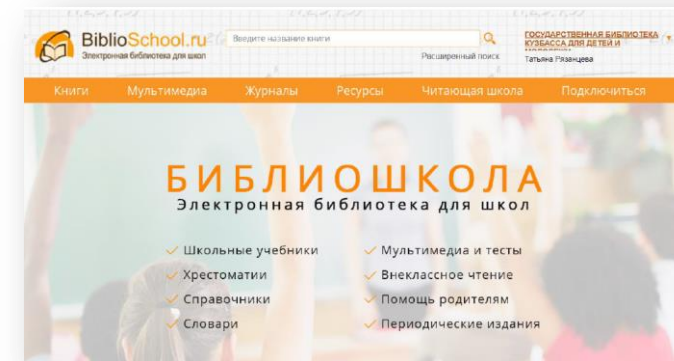 BiblioSchool.ru
Электронная библиотека для школ
Введите название книги
Расширенный поиск
ГОСУДАРСТВЕННАЯ БИБЛИОТЕКА
КУЗБАССА ДЛЯ ДЕТЕЙ И
Татьяна Рязанцева
Книги Мультимедиа Журналы Ресурсы Читающая школа Подключиться
БИБЛИОШКОЛА
Электронная библиотека для школ
Школьные учебники
Хрестоматии
Справочники
Словари
Мультимедиа и тесты
Внеклассное чтение
Помощь родителям
Периодические издания